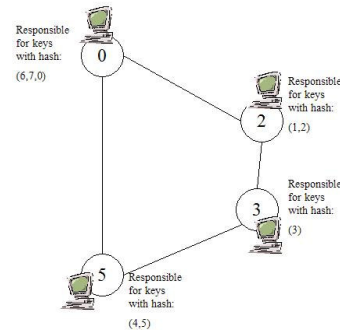 Responsible
for keys
with hash:
(6,7,0)
0
2
Responsible
for keys
with hash:
(1,2)
3
Responsible
for keys
with hash:
(3)
5
Responsible
for keys
with hash:
(4,5)